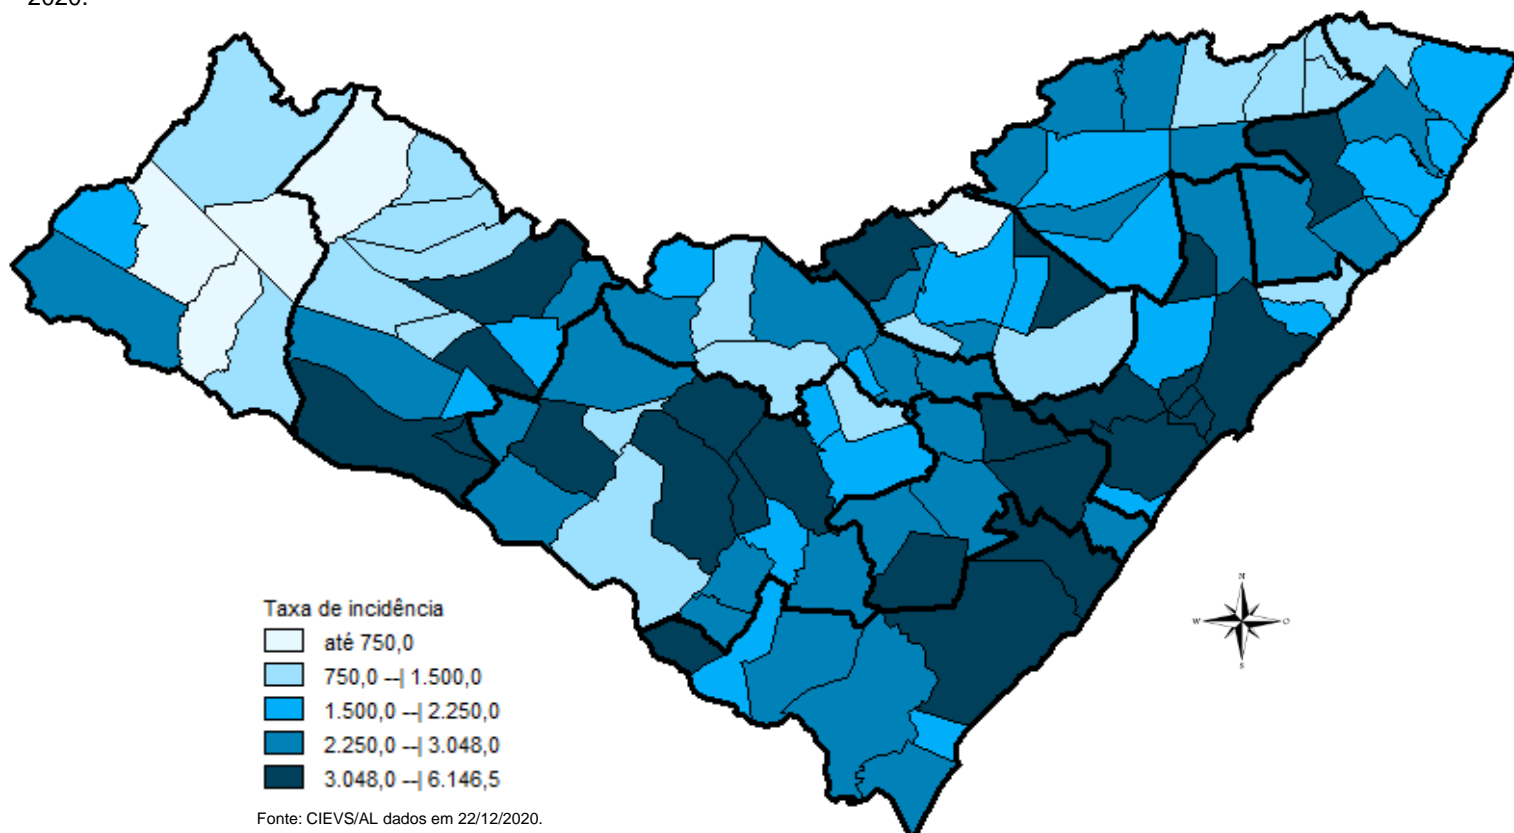 2020.
N
W
O
S
Taxa de incidência
até 750,0
750,0 --| 1.500,0
1.500,0 --| 2.250,0
2.250,0 --| 3.048,0
3.048,0 --| 6.146,5
Fonte: CIEVS/AL dados em 22/12/2020.